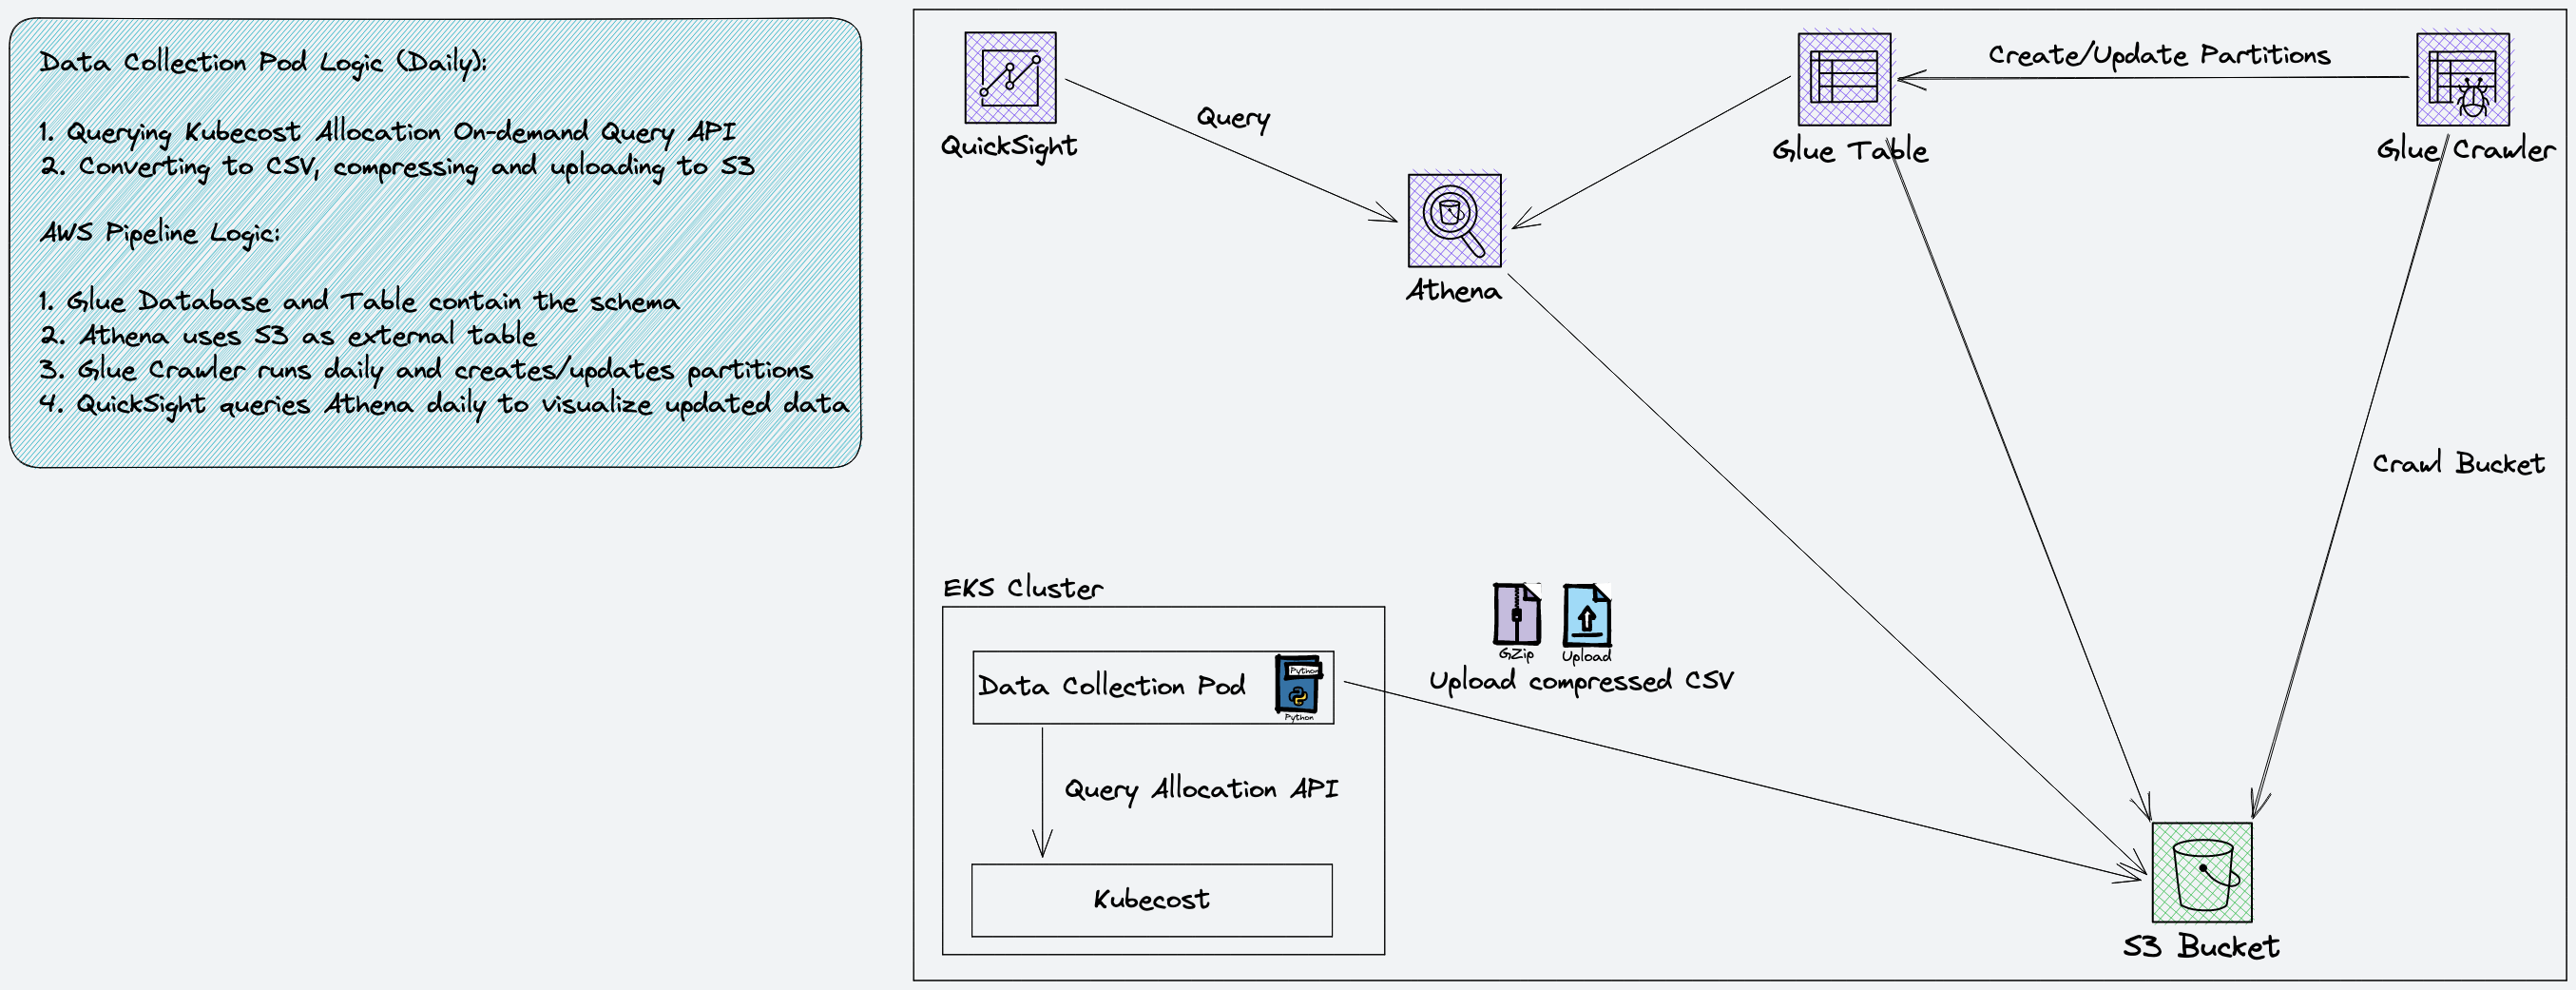 Data Collection Pod Logic (Daily):
1. Querying Kubecost Allocation On-demand Query API
2. Converting to CSV, compressing and uploading to S3
AWS Pipeline Logic:
1. Glue Database and Table contain the schema
2. Athena uses S3 as external table
3. Glue Crawler runs daily and creates/updates partitions
4. QuickSight queries Athena daily to visualize updated data
QuickSight
Query
Athena
Glue Table
Create/Update Partitions
Glue Crawler
Crawl Bucket
EKS Cluster
Data Collection Pod
Python
Python
Query Allocation API
Kubecost
GZip
Upload
Upload compressed CSV
S3 Bucket